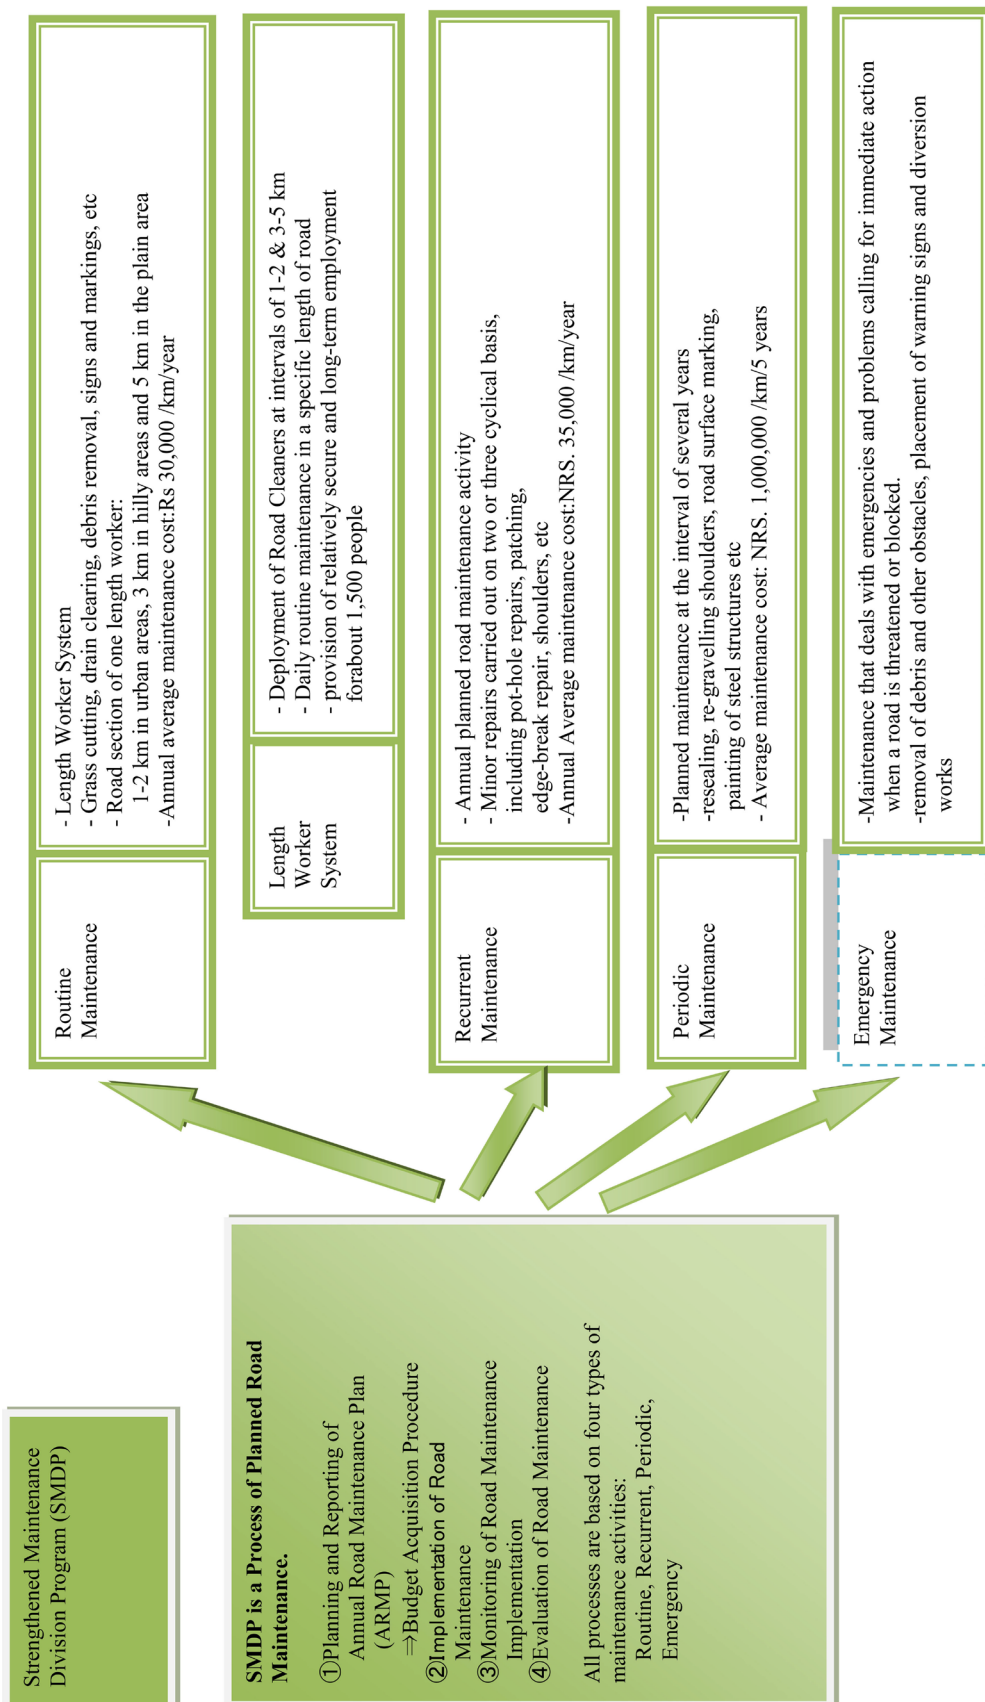 Strengthened Maintenance
Division Program (SMDP)
SMDP is a Process of Planned Road
Maintenance.
①Planning and Reporting of
Annual Road Maintenance Plan
(ARMP)
⇒Budget Acquisition Procedure
②Implementation of Road
Maintenance
③Monitoring of Road Maintenance
Implementation
④Evaluation of Road Maintenance
All processes are based on four types of
maintenance activities:
Routine, Recurrent, Periodic,
Emergency
Routine
Maintenance
- Length Worker System
- Grass cutting, drain clearing, debris removal, signs and markings, etc
- Road section of one length worker:
1-2 km in urban areas, 3 km in hilly areas and 5 km in the plain area
-Annual average maintenance cost:Rs 30,000 /km/year
Length
Worker
System
- Deployment of Road Cleaners at intervals of 1-2 & 3-5 km
- Daily routine maintenance in a specific length of road
- provision of relatively secure and long-term employment
forabout 1,500 people
Recurrent
Maintenance
- Annual planned road maintenance activity
- Minor repairs carried out on two or three cyclical basis,
including pot-hole repairs, patching,
edge-break repair, shoulders, etc
-Annual Average maintenance cost:NRS. 35,000 /km/year
Periodic
Maintenance
-Planned maintenance at the interval of several years
-resealing, re-gravelling shoulders, road surface marking,
painting of steel structures etc
- Average maintenance cost: NRS. 1,000,000 /km/5 years
Emergency
Maintenance
-Maintenance that deals with emergencies and problems calling for immediate action
when a road is threatened or blocked.
-removal of debris and other obstacles, placement of warning signs and diversion
works